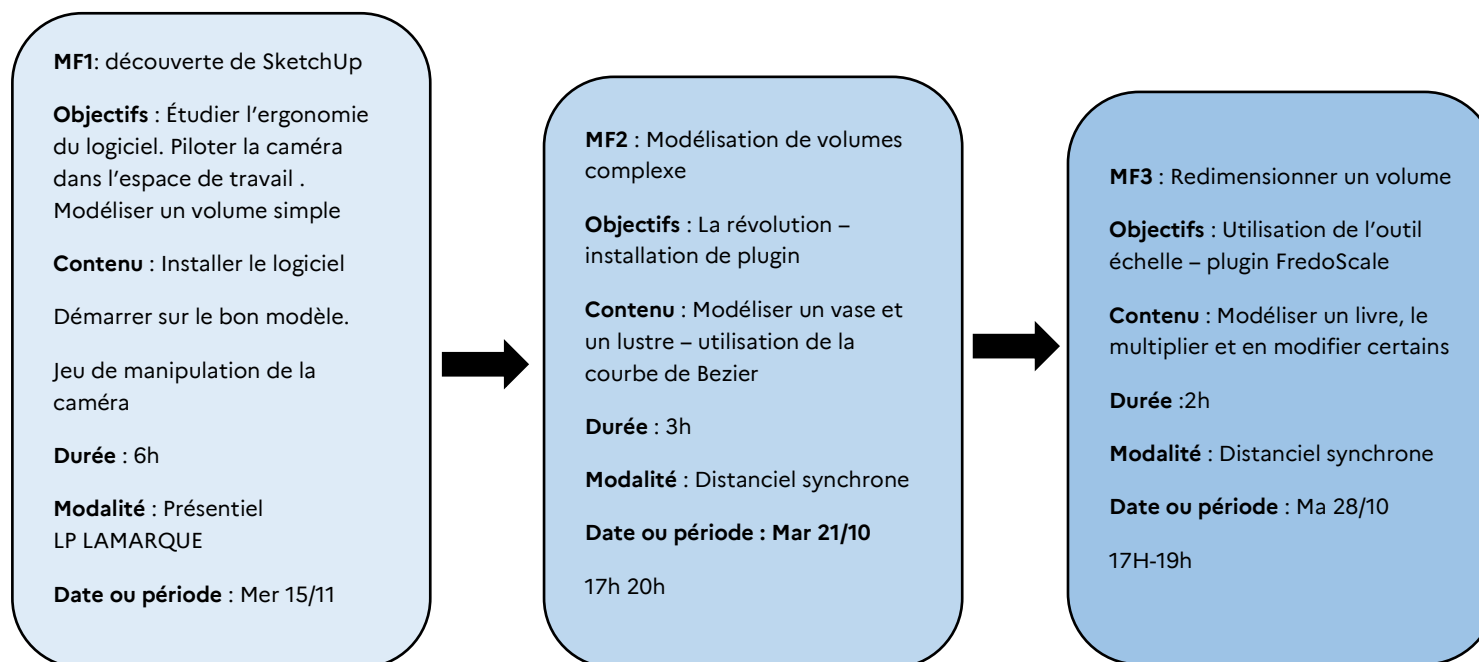 MF1: découverte de SketchUp
Objectifs : Étudier l'ergonomie
du logiciel. Piloter la caméra
dans l'espace de travail .
Modéliser un volume simple
Contenu : Installer le logiciel
Démarrer sur le bon modèle.
Jeu de manipulation de la
caméra
Durée : 6h
Modalité : Présentiel
LP LAMARQUE
Date ou période : Mer 15/11
MF2 : Modélisation de volumes
complexe
Objectifs : La révolution –
installation de plugin
Contenu : Modéliser un vase et
un lustre – utilisation de la
courbe de Bezier
Durée : 3h
Modalité : Distanciel synchrone
Date ou période : Mar 21/10
17h 20h
MF3 : Redimensionner un volume
Objectifs : Utilisation de l'outil
échelle – plugin FredoScale
Contenu : Modéliser un livre, le
multiplier et en modifier certains
Durée :2h
Modalité : Distanciel synchrone
Date ou période : Ma 28/10
17H-19h